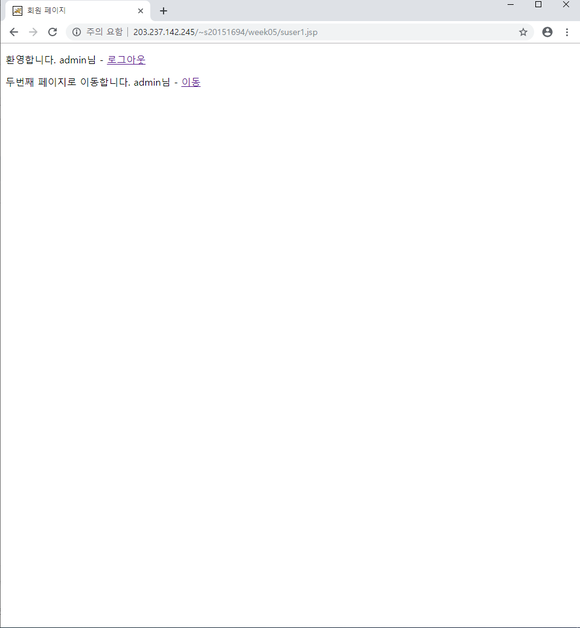 회원 페이지
주의 요함 203.237.142.245/~s20151694/week05/suser1.jsp
환영합니다. admin님 - 로그아웃
두번째 페이지로 이동합니다. admin님 - 이동